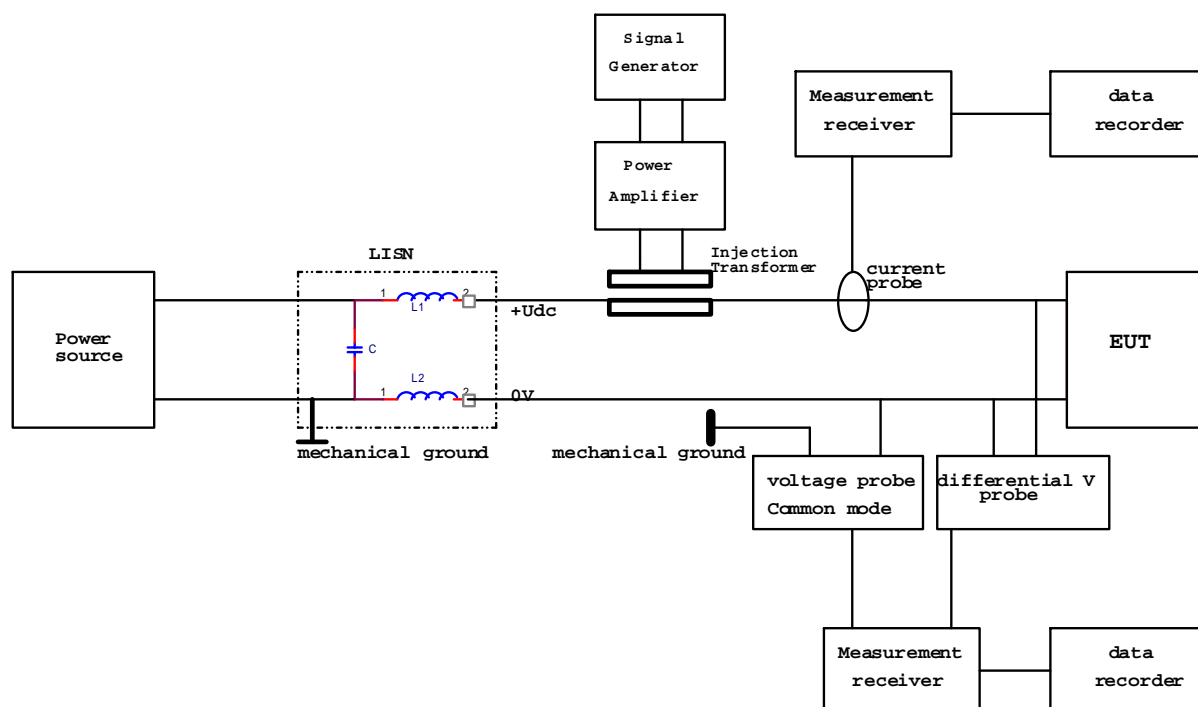 Signal
Generator
Measurement
receiver
data
recorder
Power
Amplifier
LISN
Injection
Transformer
current
probe
Power
source
1
2
L1
+Udc
C
EUT
L2
1
2
0V
mechanical ground
mechanical ground
voltage probe
Common mode
differential V
probe
Measurement
receiver
data
recorder